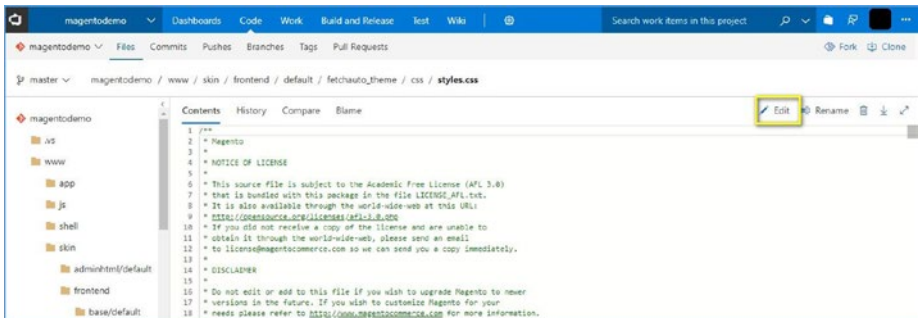 magentodemo Dashboards Code Work Build and Release Test Wiki Search work items in this project
magentodemo Files Commits Pushes Branches Tags Pull Requests Fork Clone
master magentodemo / www / skin / frontend / default / fetchauto_theme / css / styles.css
magentodemo
.vs
www
app
js
shell
skin
adminhtml/default
frontend
base/default
Contents History Compare Blame Edit Rename
1 /**
2 * Magento
3 *
4 * NOTICE OF LICENSE
5 *
6 * This source file is subject to the Academic Free License (AFL 3.0)
7 * that is bundled with this package in the file LICENSE_AFL.txt.
8 * It is also available through the world-wide-web at this URL:
9 * http://opensource.org/licenses/afl-3.0.php
10 * If you did not receive a copy of the license and are unable to
11 * obtain it through the world-wide-web, please send an email
12 * to license@magentocommerce.com so we can send you a copy immediately.
13 *
14 * DISCLAIMER
15 *
16 * Do not edit or add to this file if you wish to upgrade Magento to newer
17 * versions in the future. If you wish to customize Magento for your
18 * needs please refer to http://www.magentocommerce.com for more information.